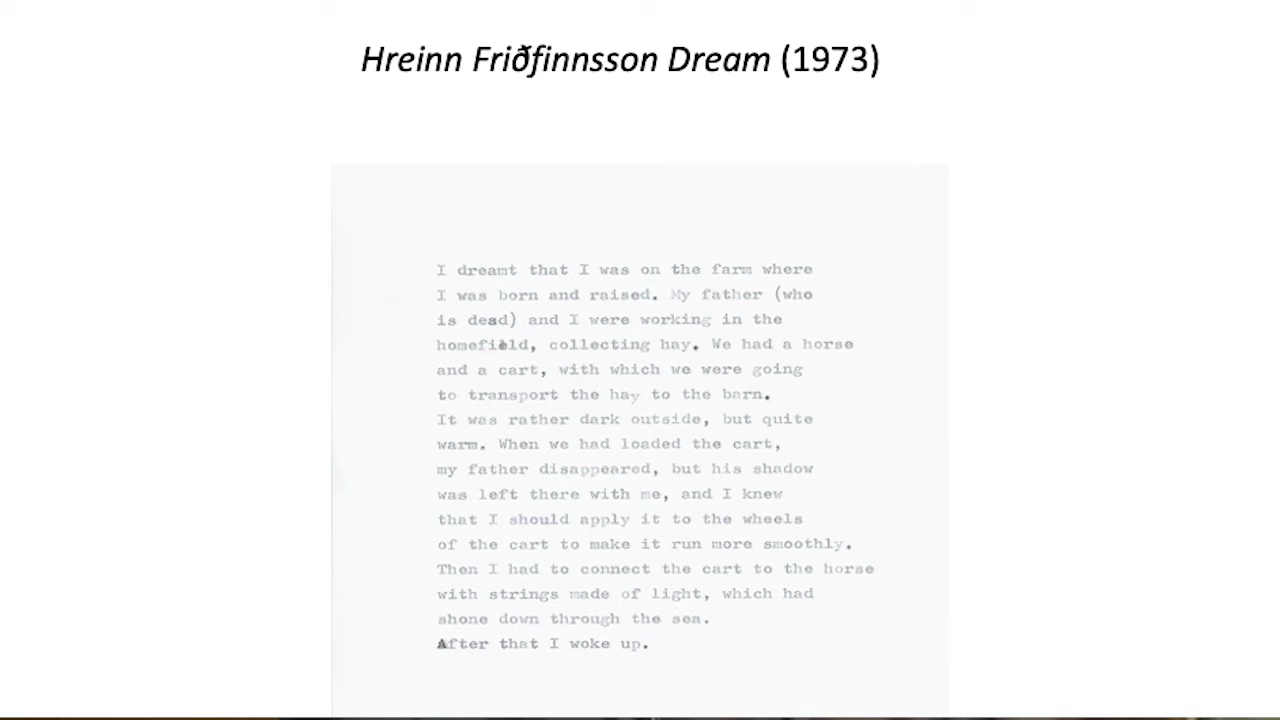 Hreinn Friðfinnsson Dream (1973)
I dreamt that I was on the farm where
I was born and raised. My father (who
is dead) and I were working in the
homefield, collecting hay. We had a horse
and a cart, with which we were going
to transport the hay to the barn.
It was rather dark outside, but quite
warm. When we had loaded the cart,
my father disappeared, but his shadow
was left there with me, and I knew
that I should apply it to the wheels
of the cart to make it run more smoothly.
Then I had to connect the cart to the horse
with strings made of light, which had
shone down through the sea.
After that I woke up.